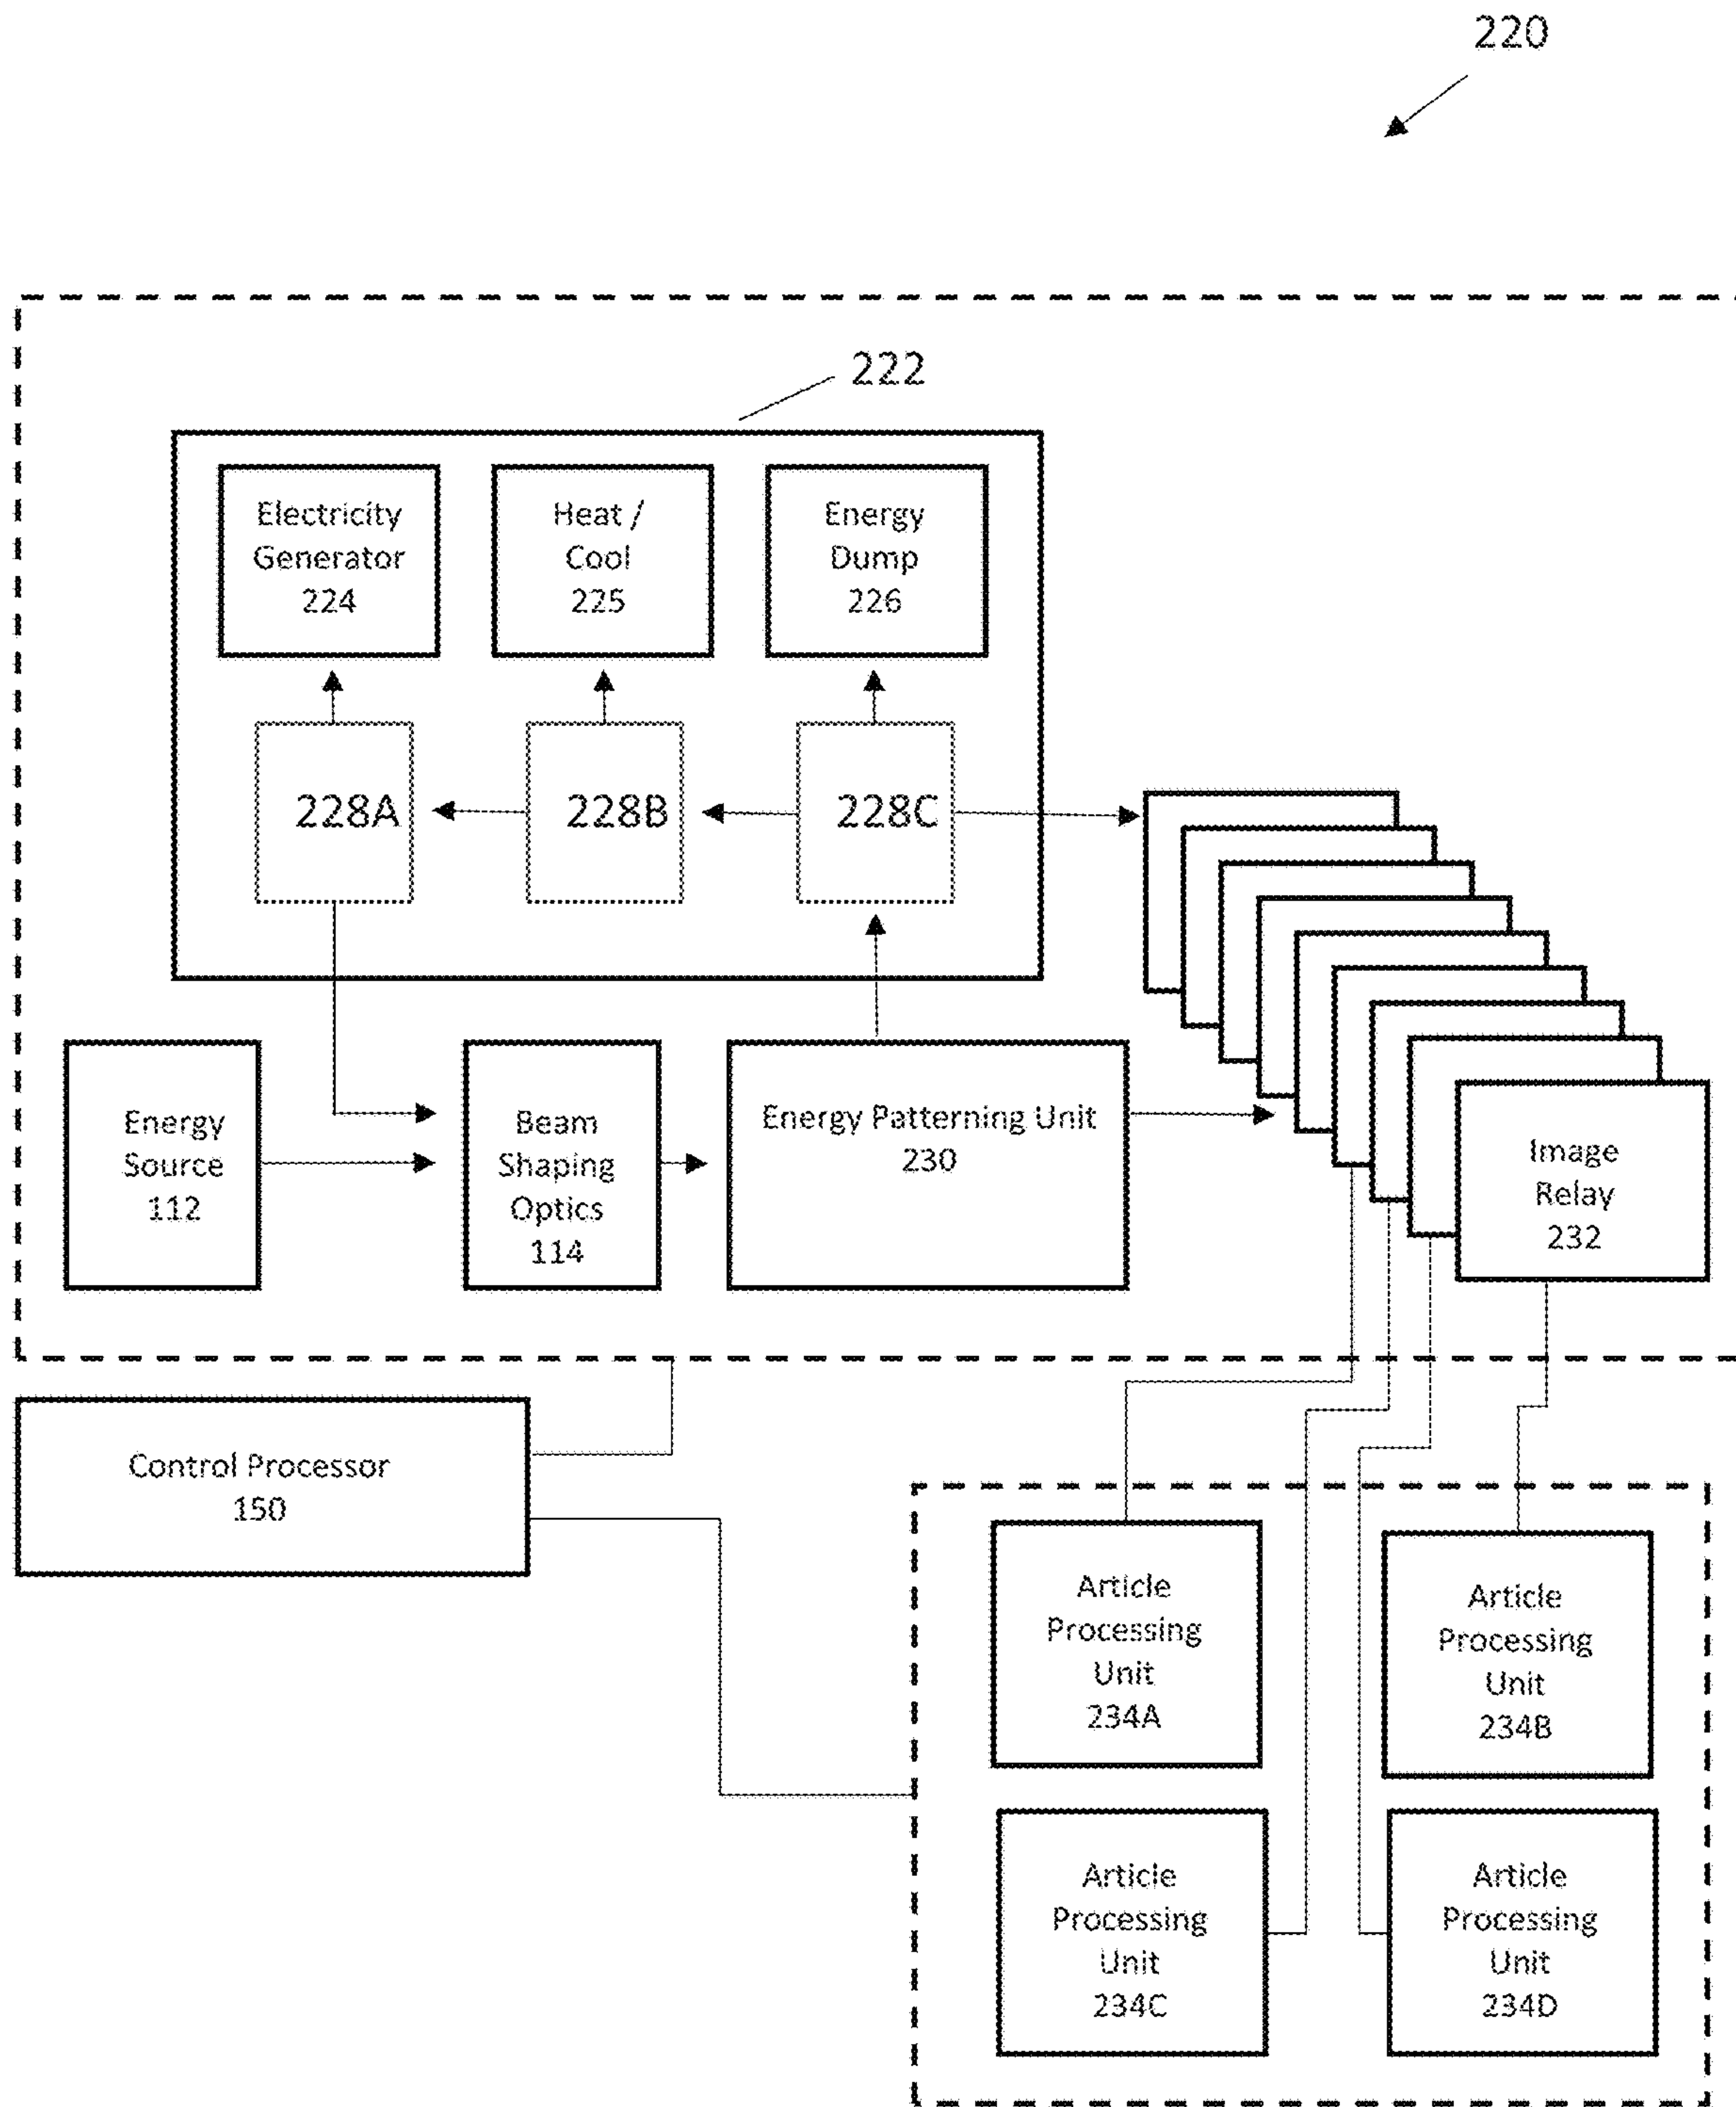 220
222
Electricity
Generator
224
Heat /
Cool
225
Energy
Dump
226
228A
228B
228C
Energy
Source
112
Beam
Shaping
Optics
114
Energy Patterning Unit
230
Image
Relay
232
Control Processor
150
Article
Processing
Unit
234A
Article
Processing
Unit
234B
Article
Processing
Unit
234C
Article
Processing
Unit
234D